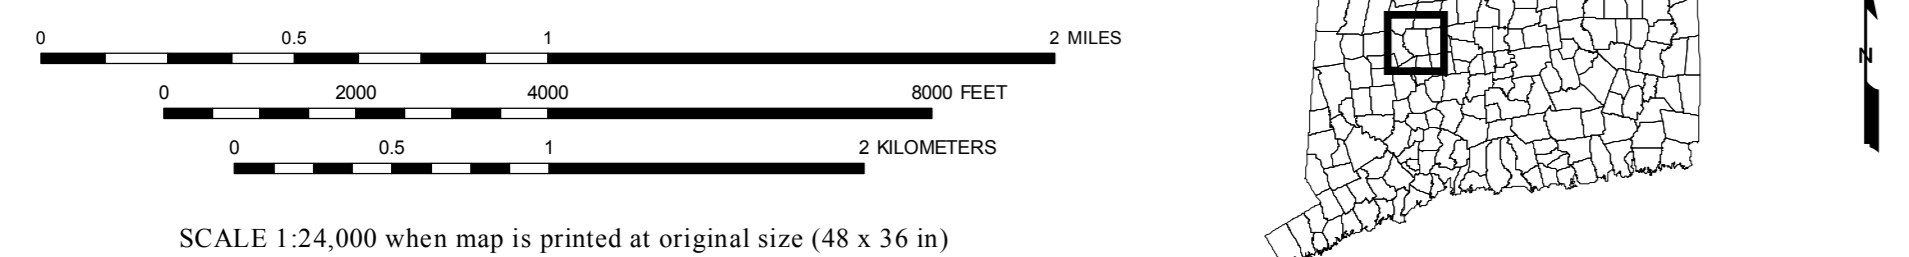 0 0.5 1 2 MILES
0 2000 4000 8000 FEET
0 0.5 1 2 KILOMETERS
SCALE 1:24,000 when map is printed at original size (48 x 36 in)
N